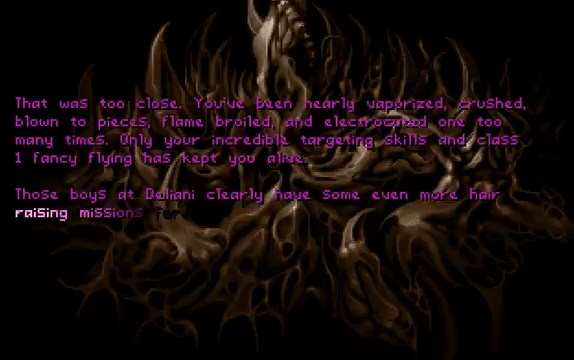 That was too close. You've been nearly vaporized, crushed,
blown to pieces, flame broiled, and electrocuted one too
many times. Only your incredible targeting skills and class
1 fancy flying has kept you alive.
Those boys at Deliani clearly have some even more hair
raising missions for